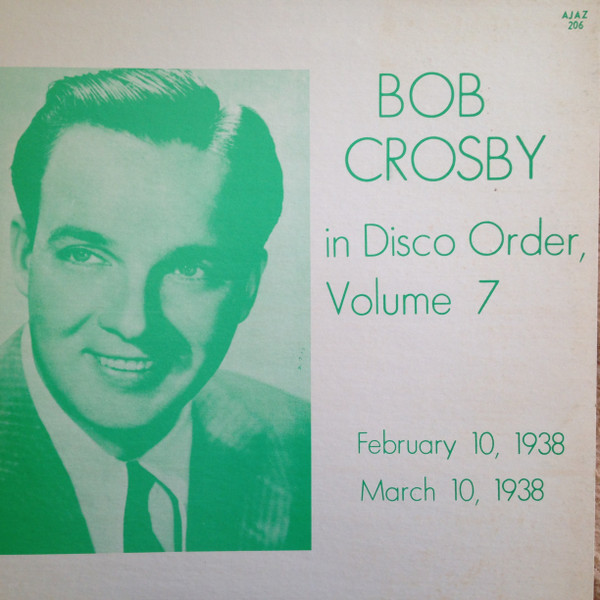 AJAZ
206
BOB
CROSBY
in Disco Order,
Volume 7
February 10, 1938
March 10, 1938